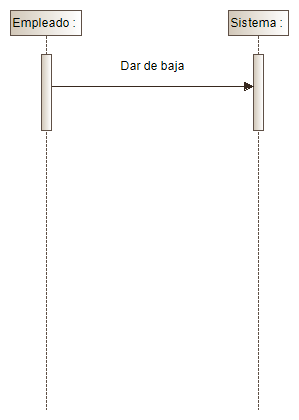 Empleado :
Sistema :
Dar de baja